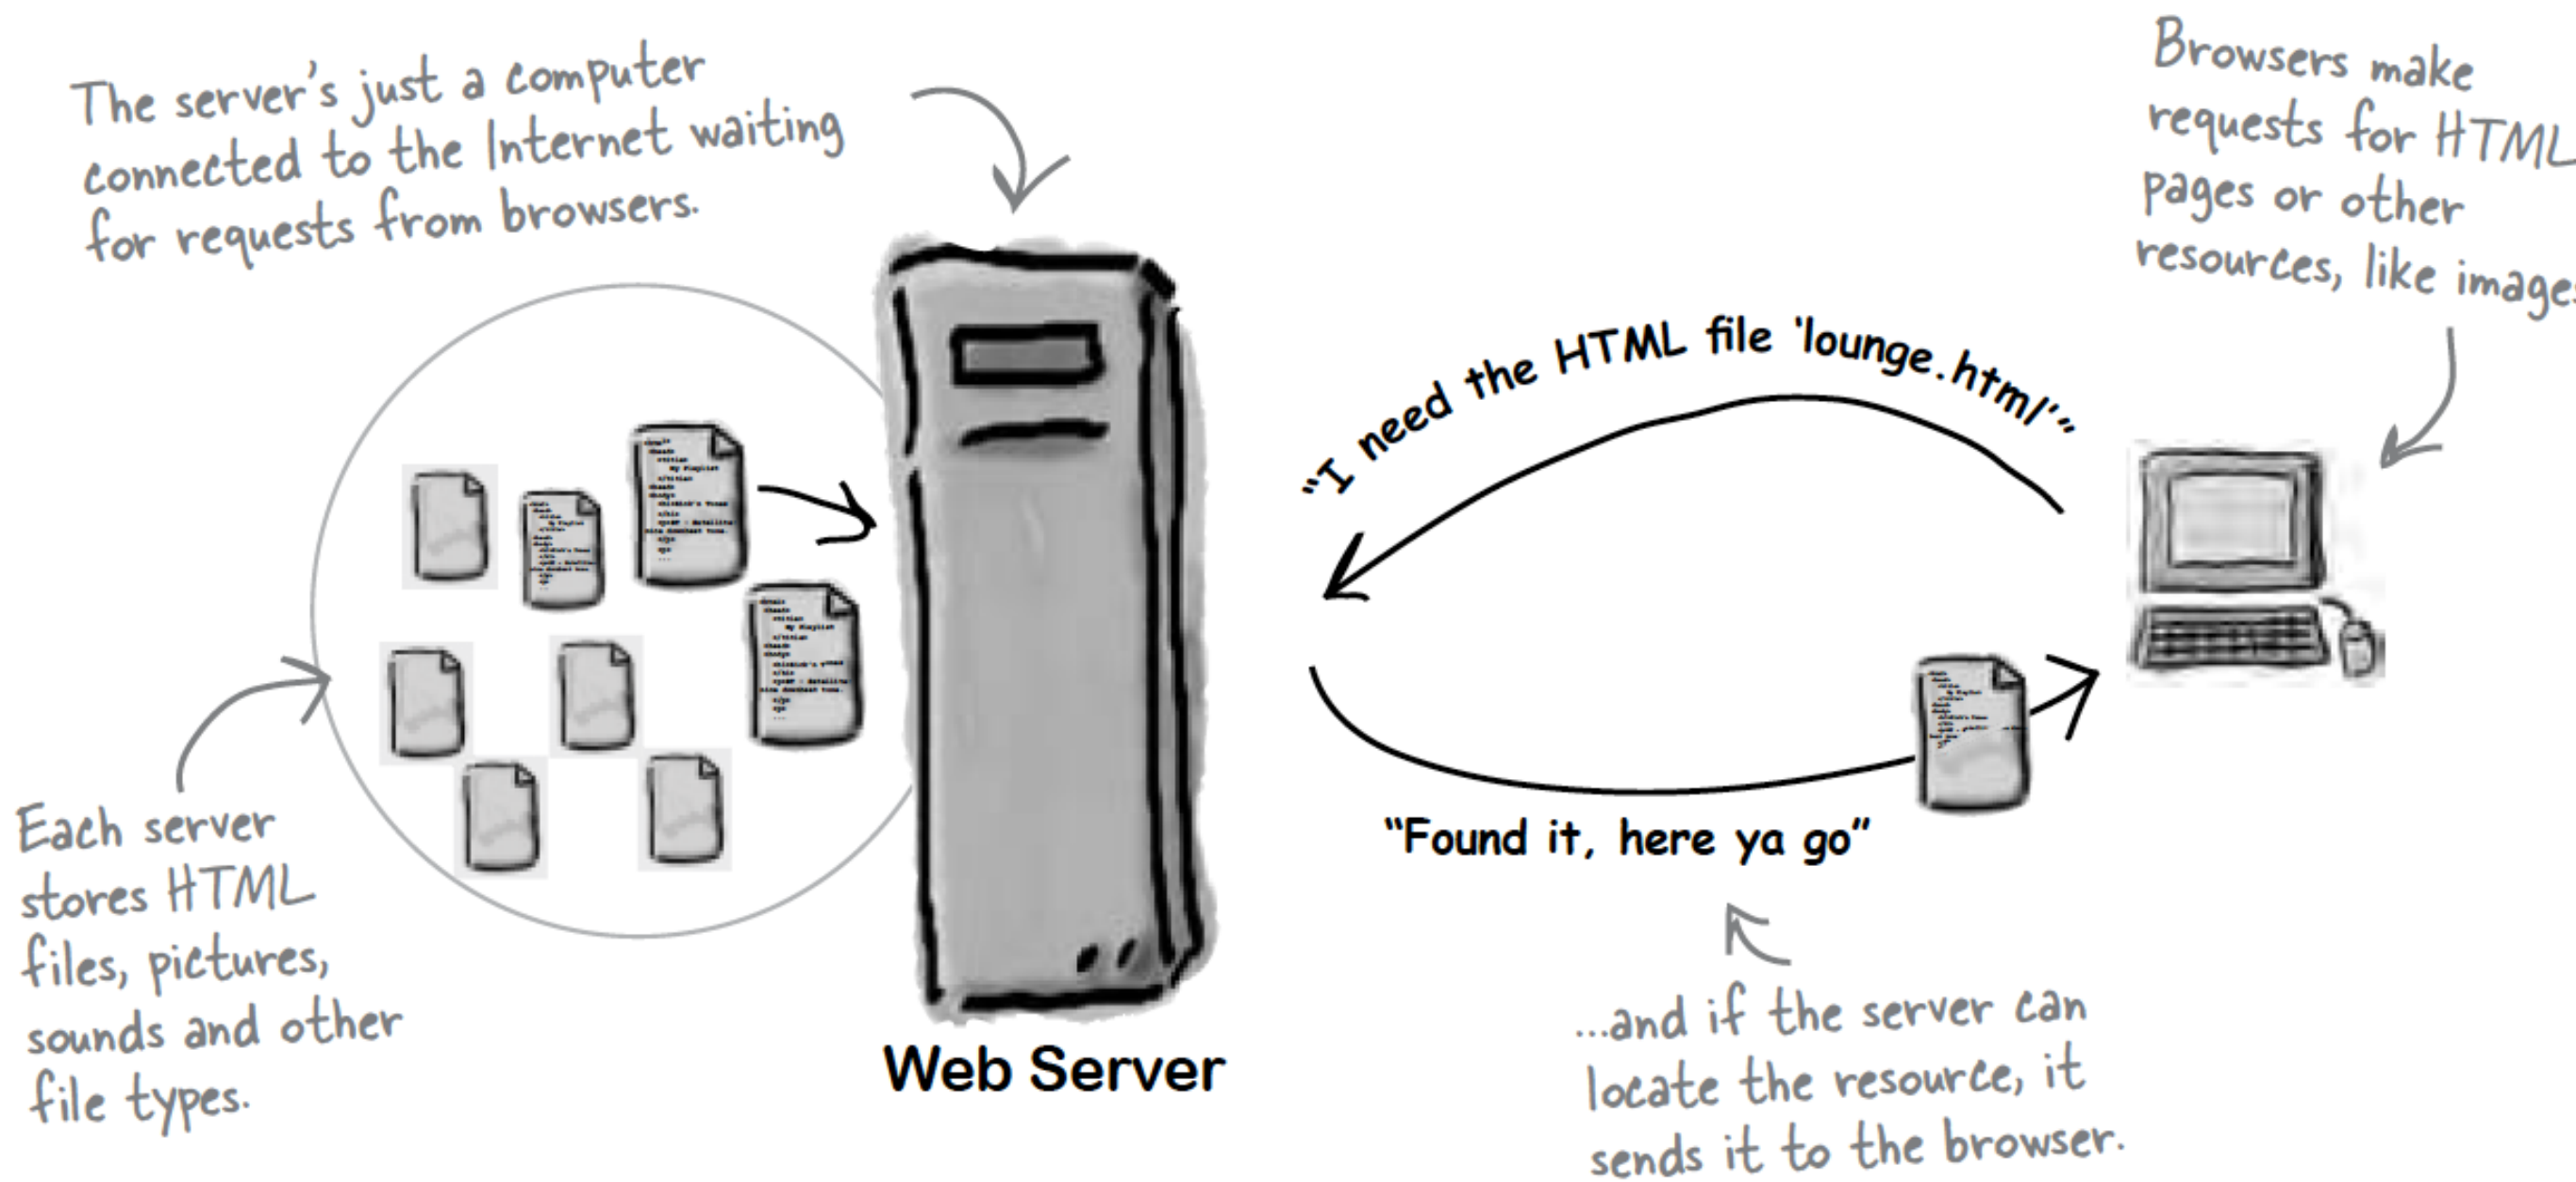 The server's just a computer
connected to the Internet waiting
for requests from browsers.
Browsers make
requests for HTML
pages or other
resources, like images
"I need the HTML file 'lounge.html'"
"Found it, here ya go"
Each server
stores HTML
files, pictures,
sounds and other
file types.
Web Server
...and if the server can
locate the resource, it
sends it to the browser.